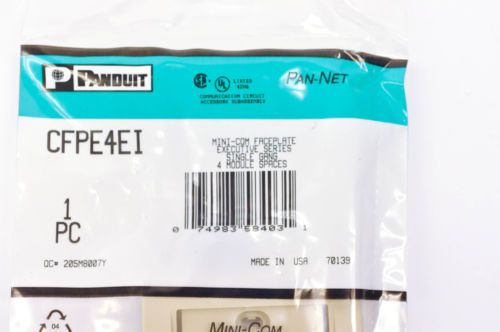 P PANDUIT
LISTED
COMMUNICATION CIRCUIT
ACCESSORY SUBASSEMBLY
PAN-NET
CFPE4EI
MINI-COM FACEPLATE
EXECUTIVE SERIES
SINGLE GANG
4 MODULE SPACES
1
PC
0 74983 58403 1
QC# 205M8007Y
MADE IN USA 70139
04
MINI-COM